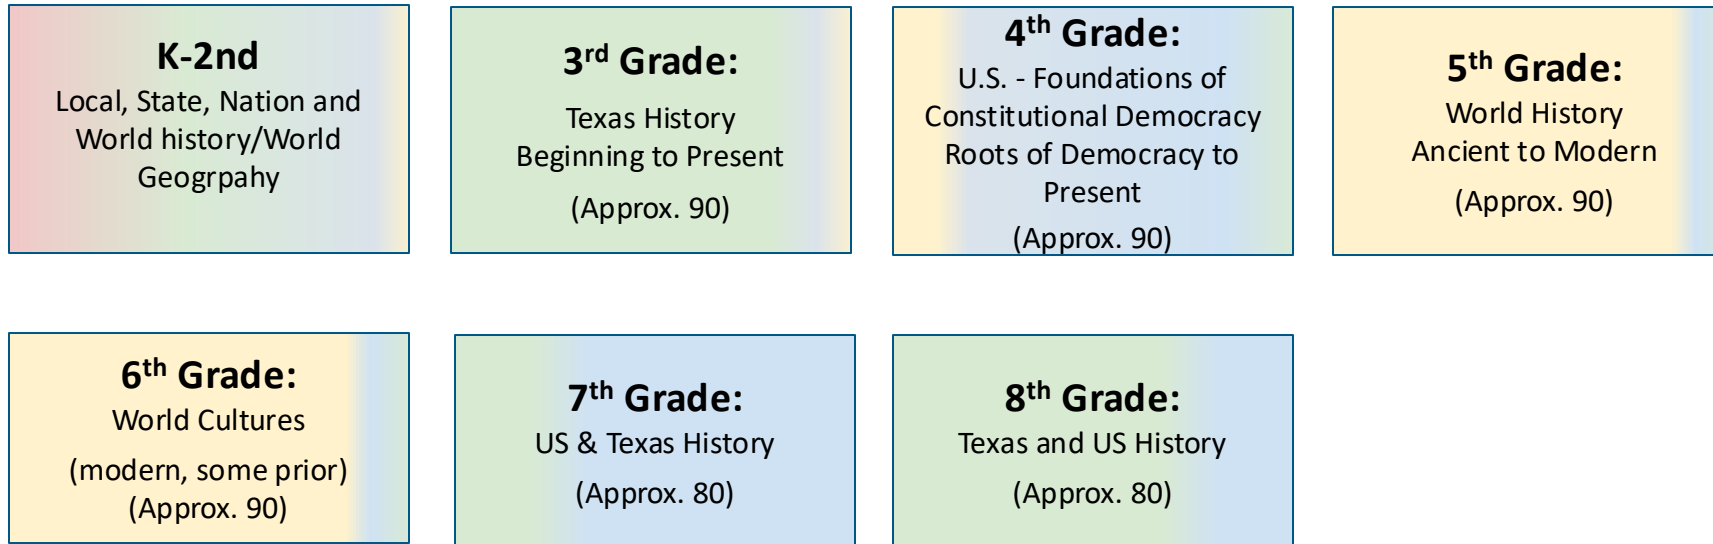 K-2nd
Local, State, Nation and
World history/World
Geogrpahy
3rd Grade:
Texas History
Beginning to Present
(Approx. 90)
4th Grade:
U.S. - Foundations of
Constitutional Democracy
Roots of Democracy to
Present
(Approx. 90)
5th Grade:
World History
Ancient to Modern
(Approx. 90)
6th Grade:
World Cultures
(modern, some prior)
(Approx. 90)
7th Grade:
US & Texas History
(Approx. 80)
8th Grade:
Texas and US History
(Approx. 80)